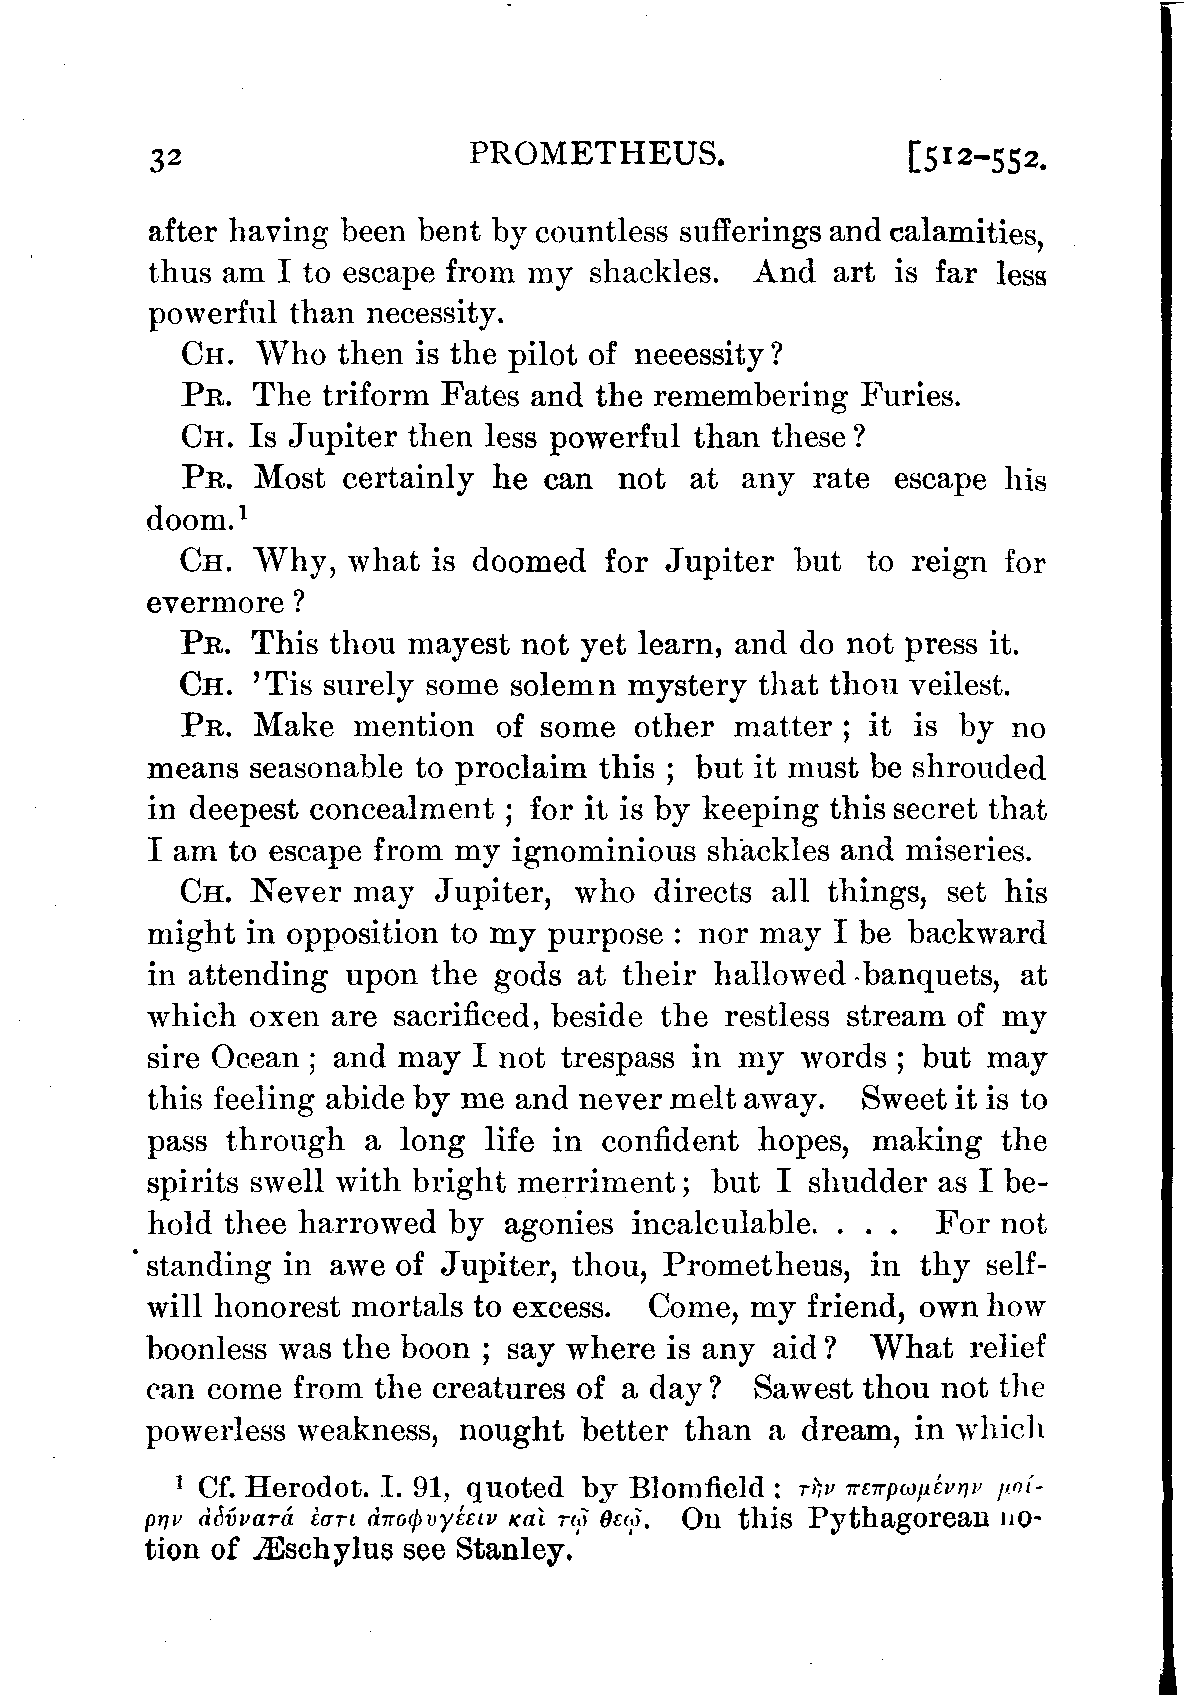 32 PROMETHEUS. [512–552.
after having been bent by countless sufferings and calamities,
thus am I to escape from my shackles. And art is far less
powerful than necessity.
CH. Who then is the pilot of neeessity?
PR. The triform Fates and the remembering Furies.
CH. Is Jupiter then less powerful than these?
PR. Most certainly he can not at any rate escape his
doom.¹
CH. Why, what is doomed for Jupiter but to reign for
evermore?
PR. This thou mayest not yet learn, and do not press it.
CH. 'Tis surely some solemn mystery that thou veilest.
PR. Make mention of some other matter; it is by no
means seasonable to proclaim this; but it must be shrouded
in deepest concealment; for it is by keeping this secret that
I am to escape from my ignominious shackles and miseries.
CH. Never may Jupiter, who directs all things, set his
might in opposition to my purpose: nor may I be backward
in attending upon the gods at their hallowed banquets, at
which oxen are sacrificed, beside the restless stream of my
sire Ocean; and may I not trespass in my words; but may
this feeling abide by me and never melt away. Sweet it is to
pass through a long life in confident hopes, making the
spirits swell with bright merriment; but I shudder as I be-
hold thee harrowed by agonies incalculable. . . . For not
standing in awe of Jupiter, thou, Prometheus, in thy self-
will honorest mortals to excess. Come, my friend, own how
boonless was the boon; say where is any aid? What relief
can come from the creatures of a day? Sawest thou not the
powerless weakness, nought better than a dream, in which
¹ Cf. Herodot. I. 91, quoted by Blomfield: τὴν πεπρωμένην μοί-
ρην ἀδύνατά ἐστι ἀποφυγέειν καὶ τῷ θεῷ. On this Pythagorean no-
tion of Æschylus see Stanley.